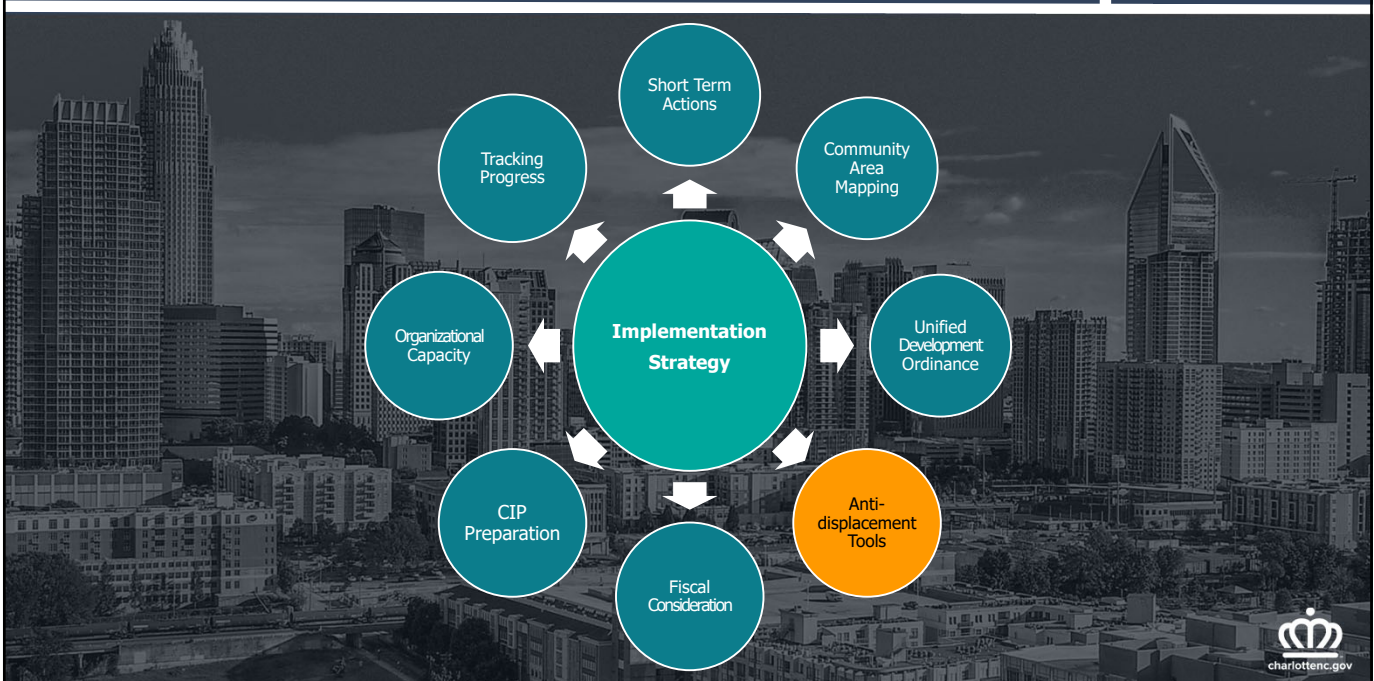 Short Term
Actions
Community
Area
Mapping
Unified
Development
Ordinance
Anti-
displacement
Tools
Fiscal
Consideration
CIP
Preparation
Organizational
Capacity
Tracking
Progress
Implementation
Strategy
charlottenc.gov